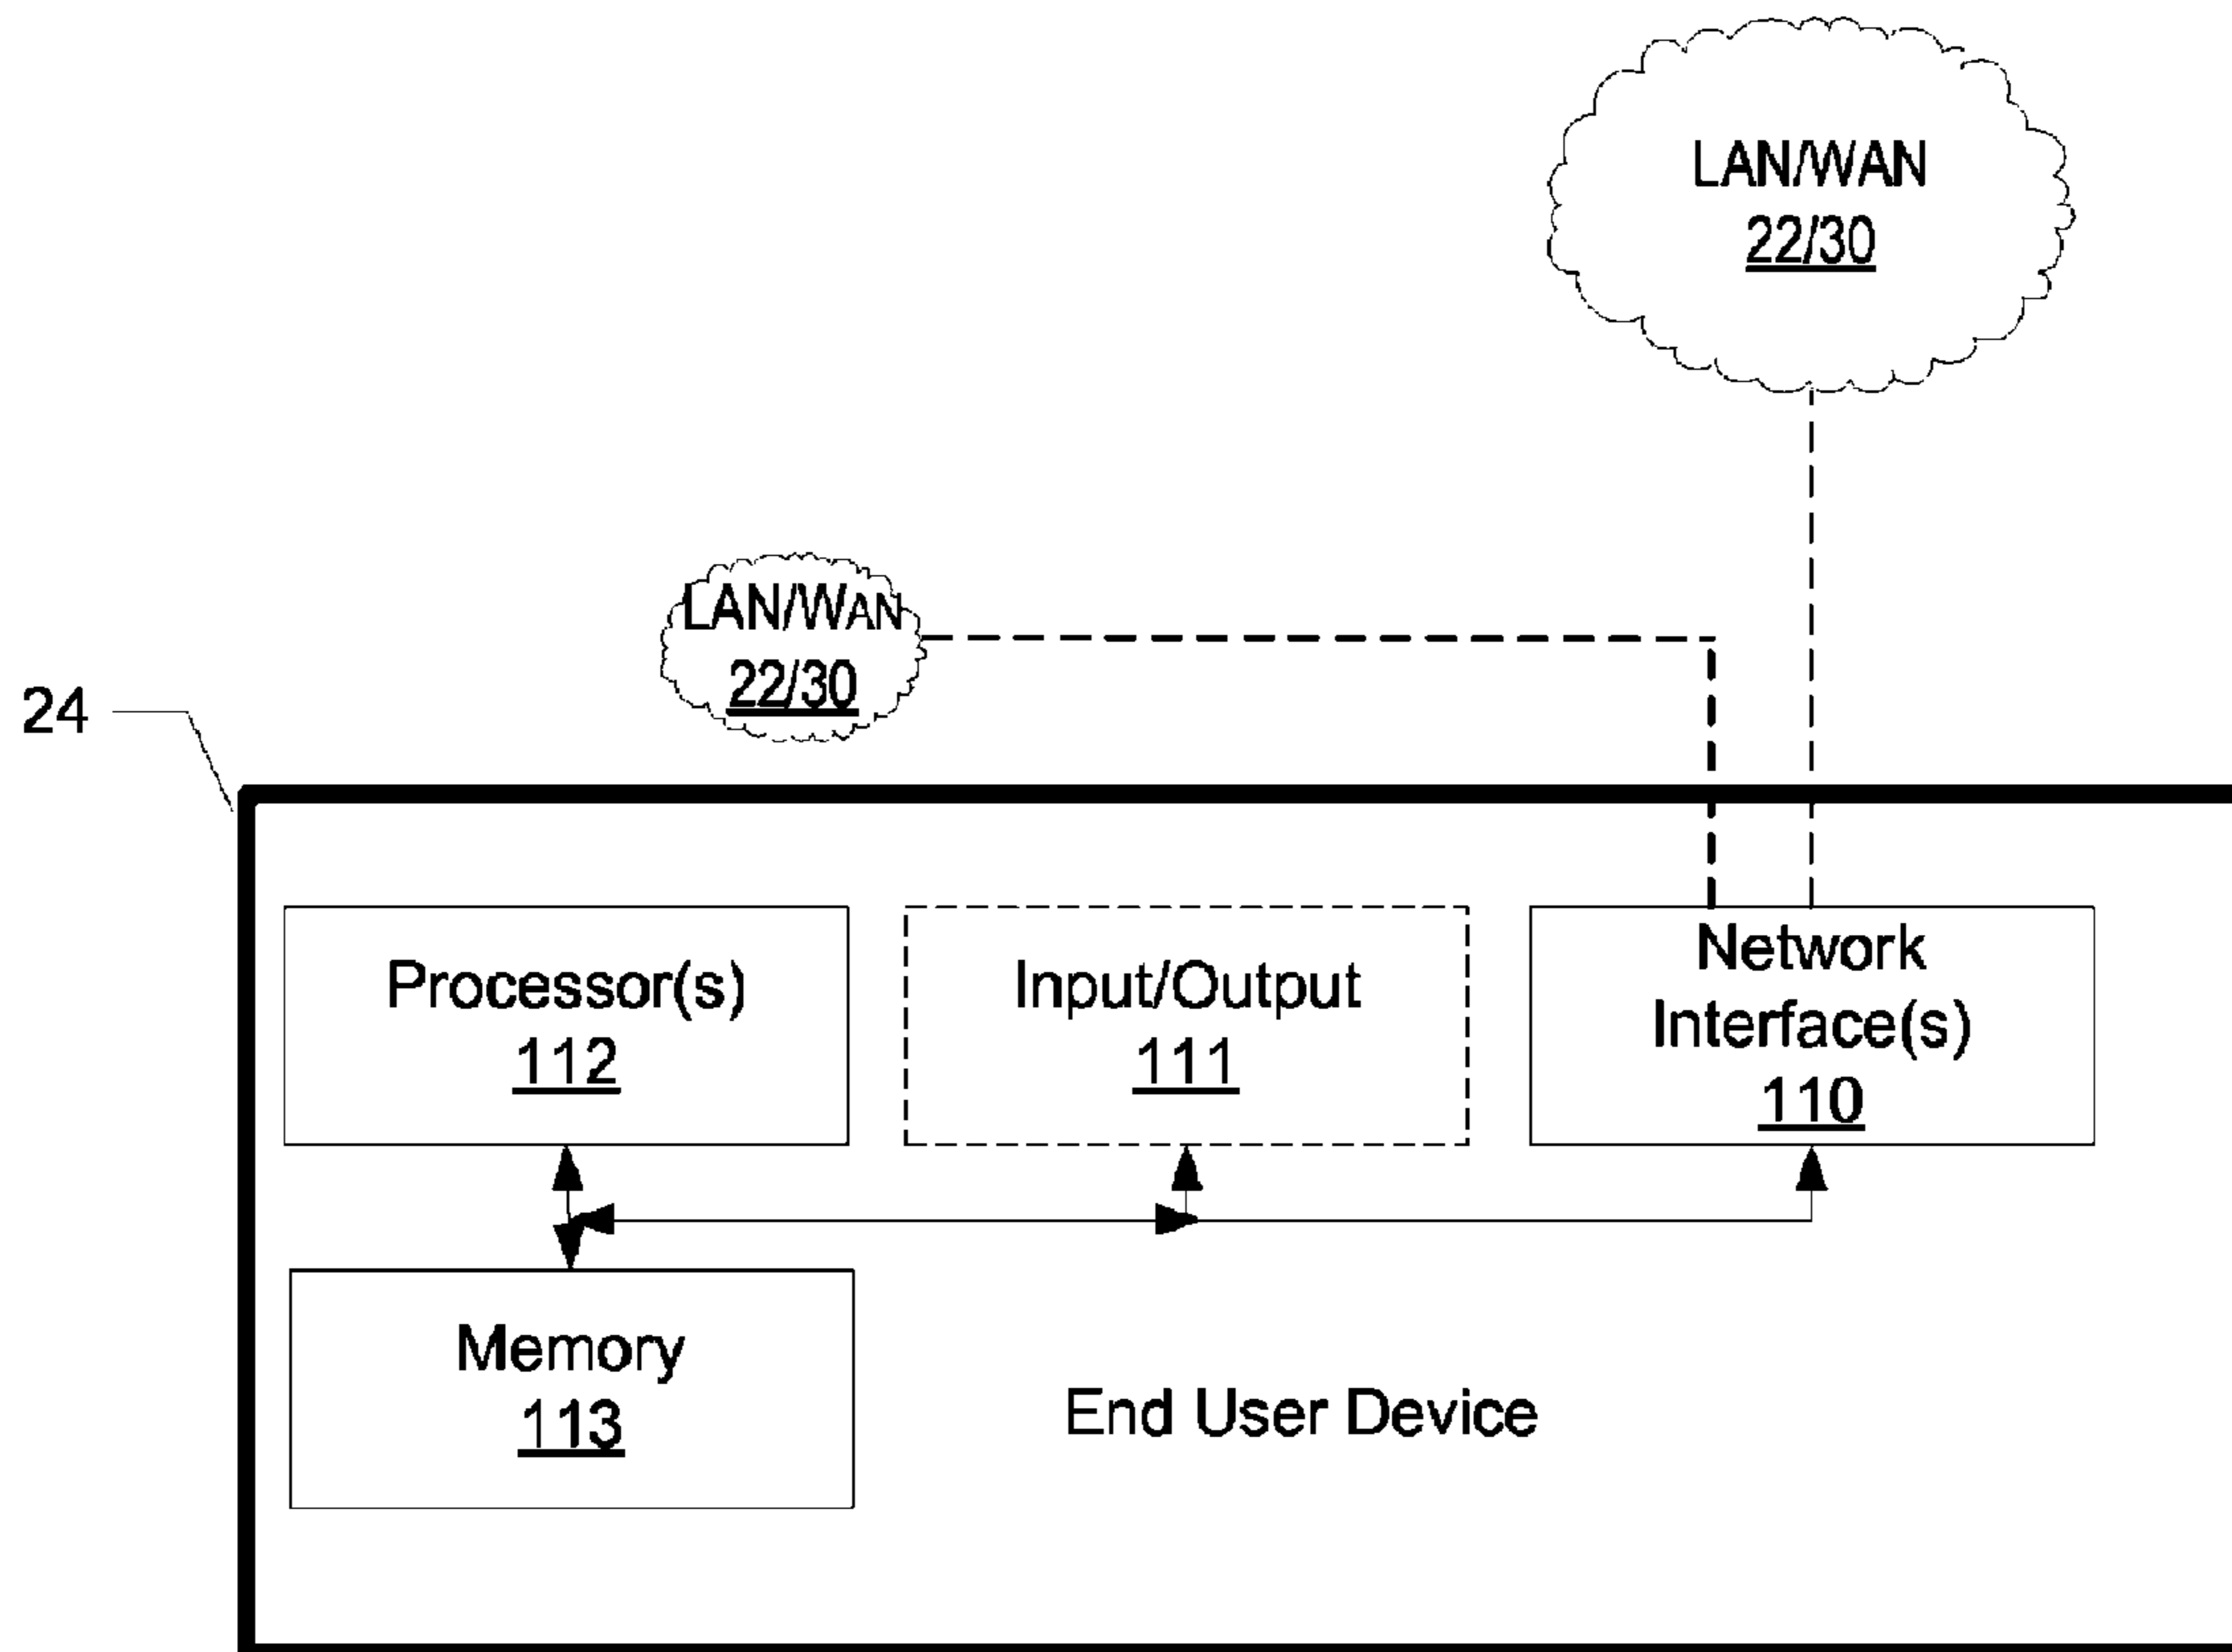 LAN/WAN
22/30
LAN/WAN
22/30
24
Processor(s)
112
Input/Output
111
Network
Interface(s)
110
Memory
113
End User Device